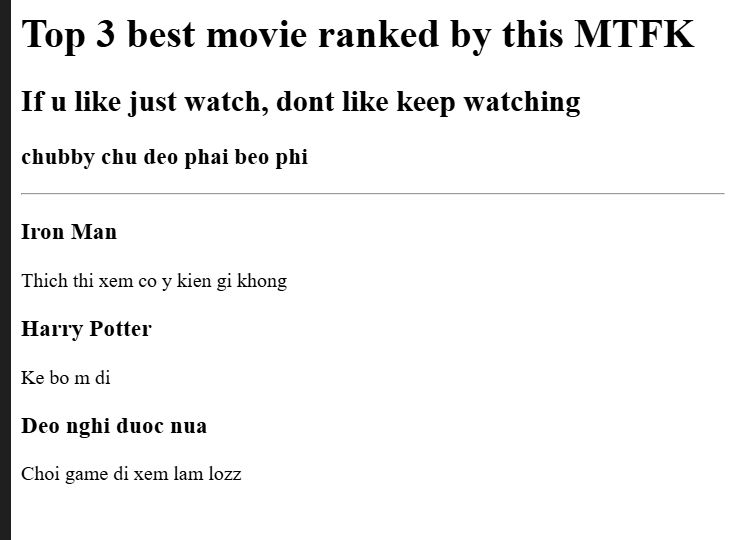 Top 3 best movie ranked by this MTFK
If u like just watch, dont like keep watching
chubby chu deo phai beo phi
Iron Man
Thich thi xem co y kien gi khong
Harry Potter
Ke bo m di
Deo nghi duoc nua
Choi game di xem lam lozz